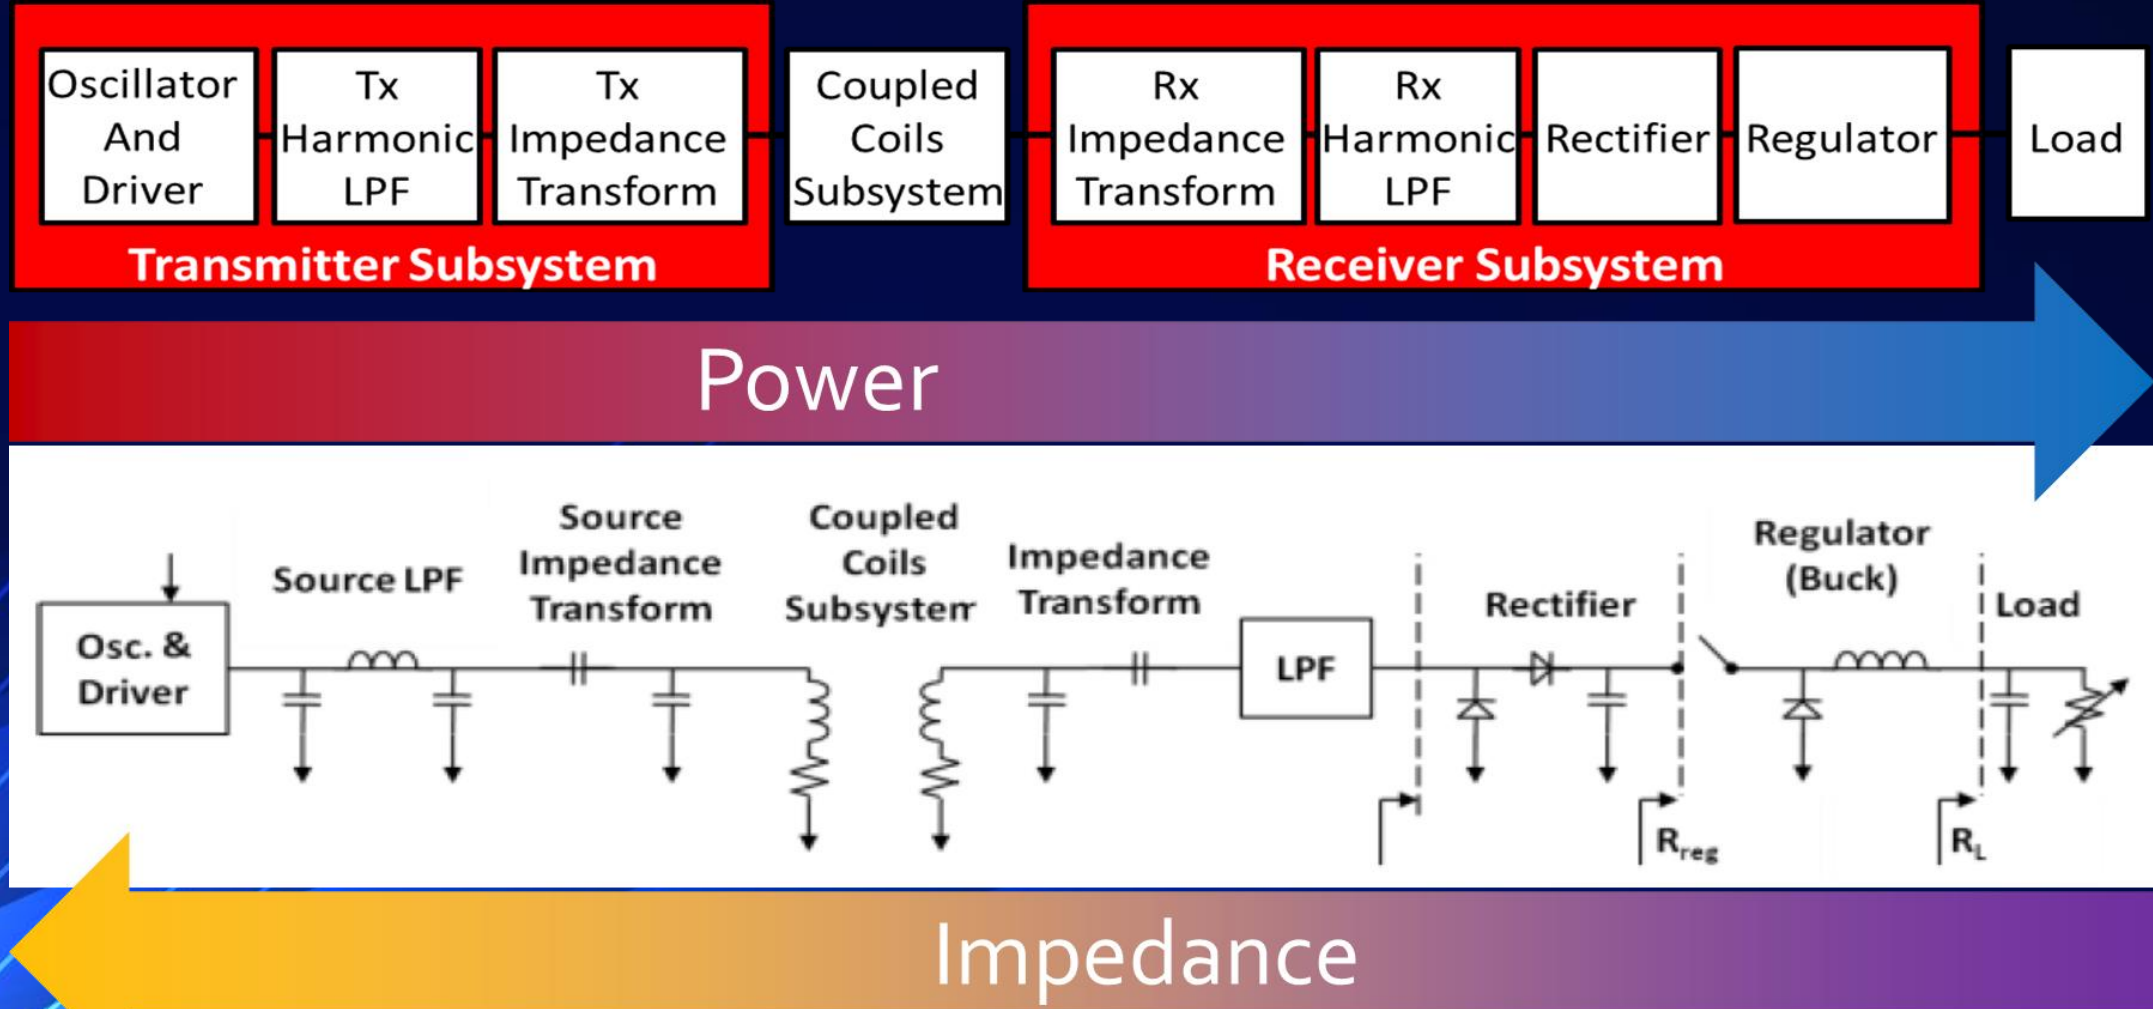 Oscillator
And
Driver
Tx
Harmonic
LPF
Tx
Impedance
Transform
Coupled
Coils
Subsystem
Rx
Impedance
Transform
Rx
Harmonic
LPF
Rectifier
Regulator
Load
Transmitter Subsystem
Receiver Subsystem
Power
Osc. &
Driver
Source LPF
Source
Impedance
Transform
Coupled
Coils
Subsystem
Impedance
Transform
LPF
Rectifier
Regulator
(Buck)
Load
Rreg
RL
Impedance